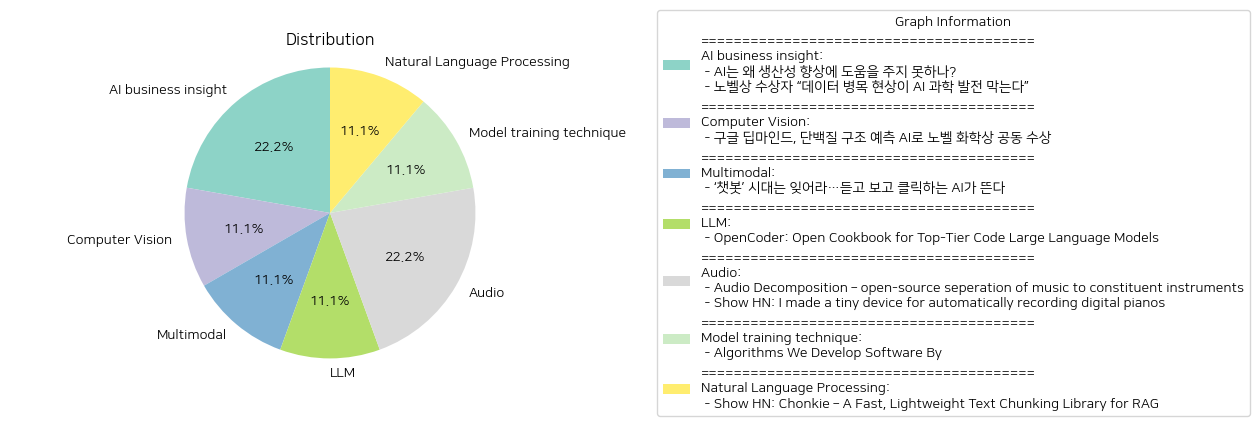 Distribution
Natural Language Processing
AI business insight
Model training technique
11.1%
22.2%
11.1%
11.1%
Computer Vision
22.2%
11.1%
11.1%
Audio
Multimodal
LLM
Graph Information
========================================
AI business insight:
- AI는 왜 생산성 향상에 도움을 주지 못하나?
- 노벨상 수상자 “데이터 병목 현상이 AI 과학 발전 막는다”
========================================
Computer Vision:
- 구글 딥마인드, 단백질 구조 예측 AI로 노벨 화학상 공동 수상
========================================
Multimodal:
- ‘챗봇’ 시대는 잊어라…듣고 보고 클릭하는 AI가 뜬다
========================================
LLM:
- OpenCoder: Open Cookbook for Top-Tier Code Large Language Models
========================================
Audio:
- Audio Decomposition – open-source seperation of music to constituent instruments
- Show HN: I made a tiny device for automatically recording digital pianos
========================================
Model training technique:
- Algorithms We Develop Software By
========================================
Natural Language Processing:
- Show HN: Chonkie – A Fast, Lightweight Text Chunking Library for RAG